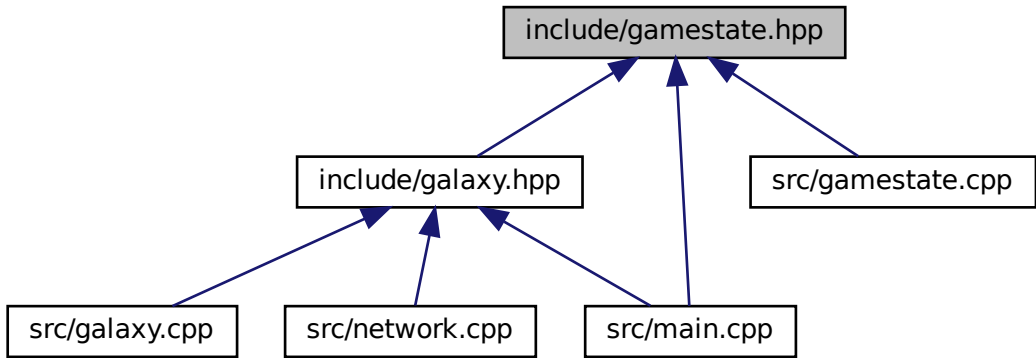 include/gamestate.hpp
include/galaxy.hpp
src/gamestate.cpp
src/galaxy.cpp
src/network.cpp
src/main.cpp